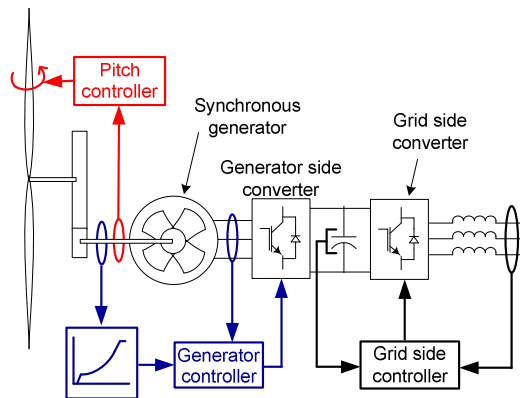 Pitch
controller
Synchronous
generator
Grid side
converter
Generator side
converter
Generator
controller
Grid side
controller